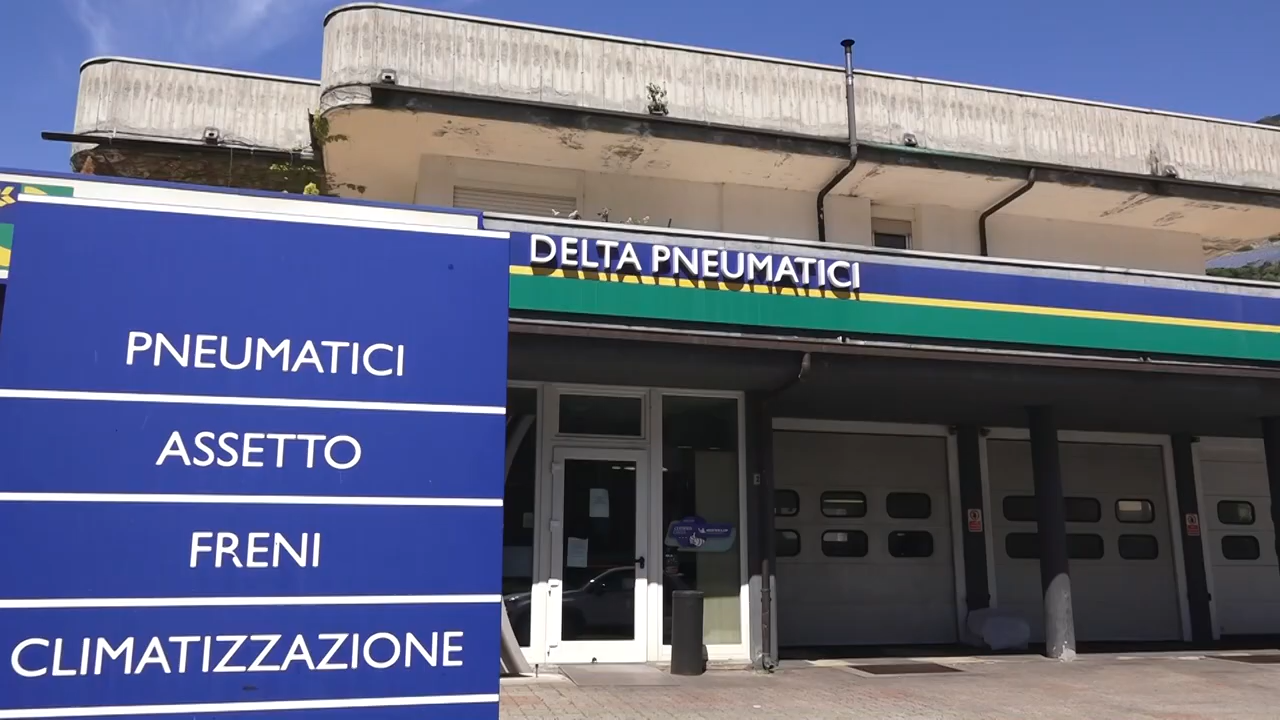 DELTA PNEUMATICI
PNEUMATICI
ASSETTO
FRENI
CLIMATIZZAZIONE